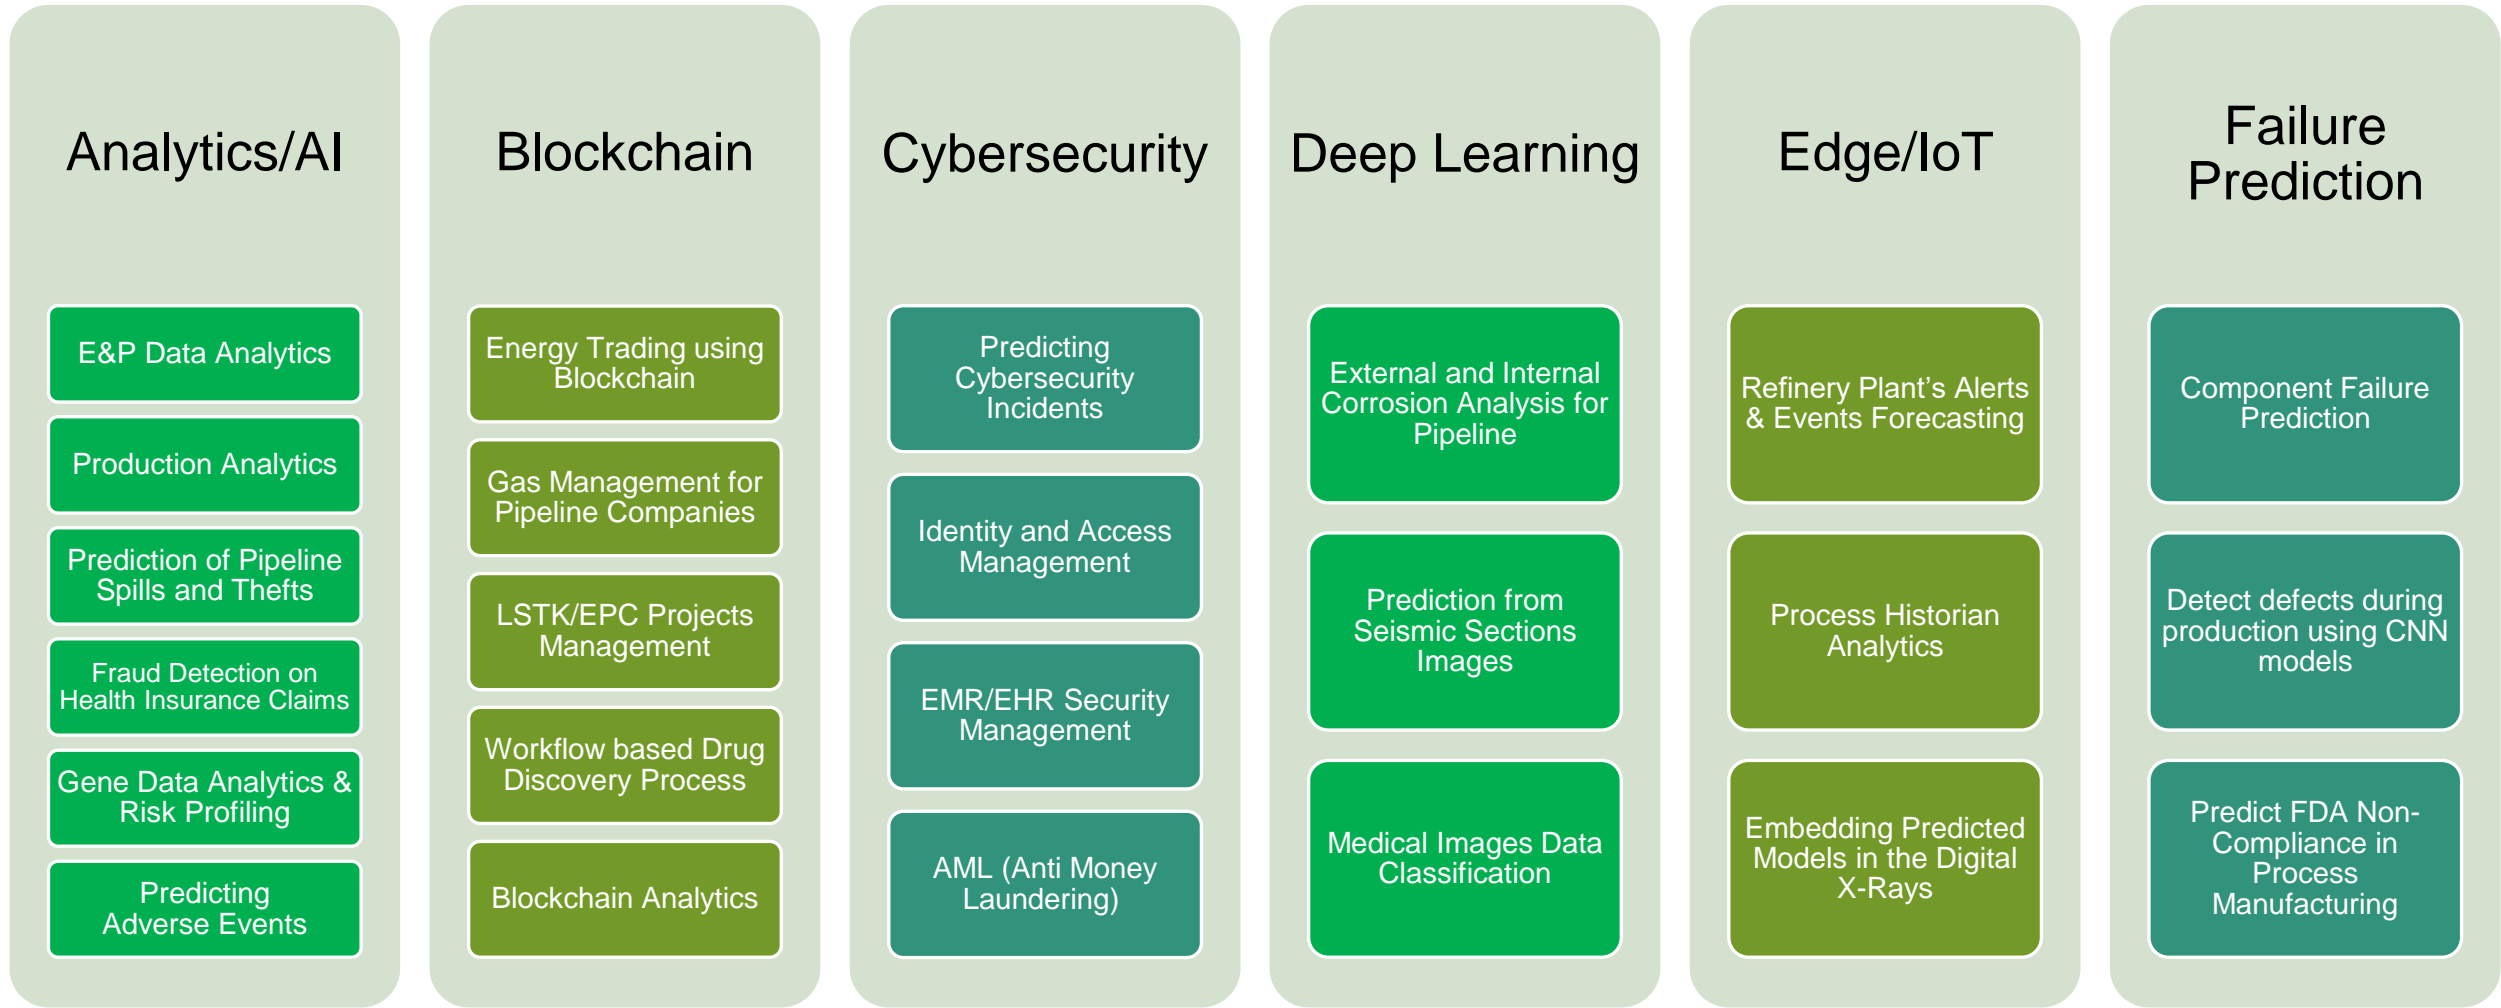 Analytics/AI
E&P Data Analytics
Production Analytics
Prediction of Pipeline
Spills and Thefts
Fraud Detection on
Health Insurance Claims
Gene Data Analytics &
Risk Profiling
Predicting
Adverse Events
Blockchain
Energy Trading using
Blockchain
Gas Management for
Pipeline Companies
LSTK/EPC Projects
Management
Workflow based Drug
Discovery Process
Blockchain Analytics
Cybersecurity
Predicting
Cybersecurity
Incidents
Identity and Access
Management
EMR/EHR Security
Management
AML (Anti Money
Laundering)
Deep Learning
External and Internal
Corrosion Analysis for
Pipeline
Prediction from
Seismic Sections
Images
Medical Images Data
Classification
Edge/IoT
Refinery Plant’s Alerts
& Events Forecasting
Process Historian
Analytics
Embedding Predicted
Models in the Digital
X-Rays
Failure
Prediction
Component Failure
Prediction
Detect defects during
production using CNN
models
Predict FDA Non-
Compliance in
Process
Manufacturing